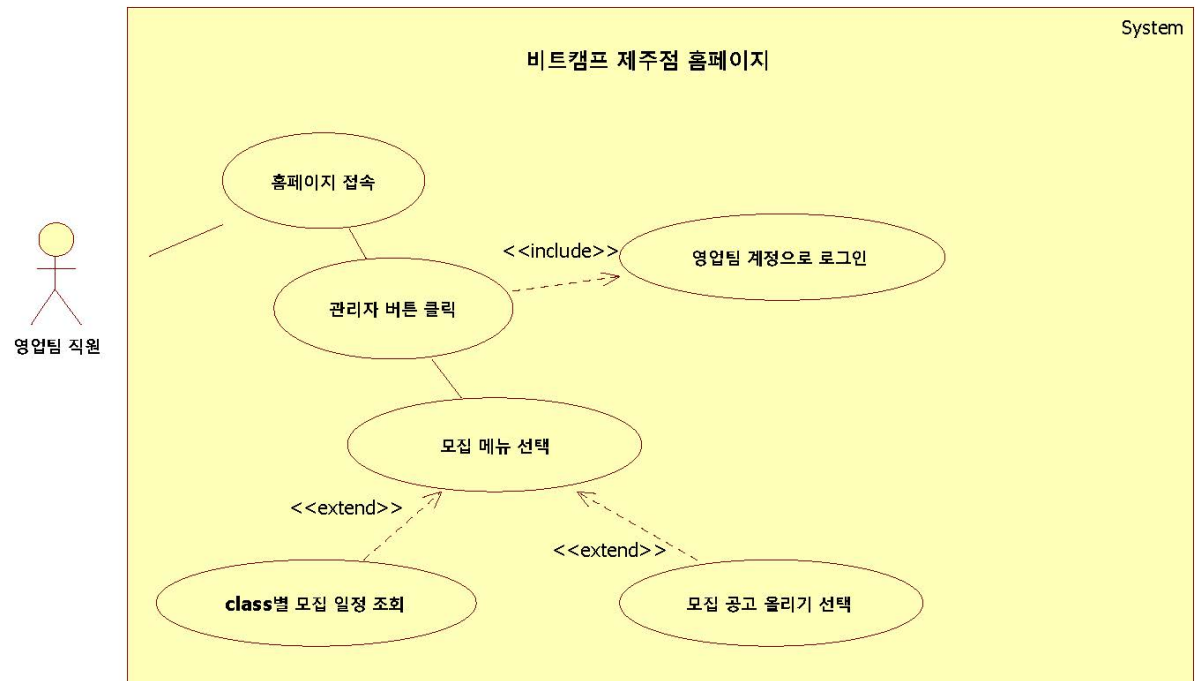 System
비트캠프 제주점 홈페이지
홈페이지 접속
<<include>>
영업팀 계정으로 로그인
관리자 버튼 클릭
영업팀 직원
모집 메뉴 선택
<<extend>>
<<extend>>
class별 모집 일정 조회
모집 공고 올리기 선택